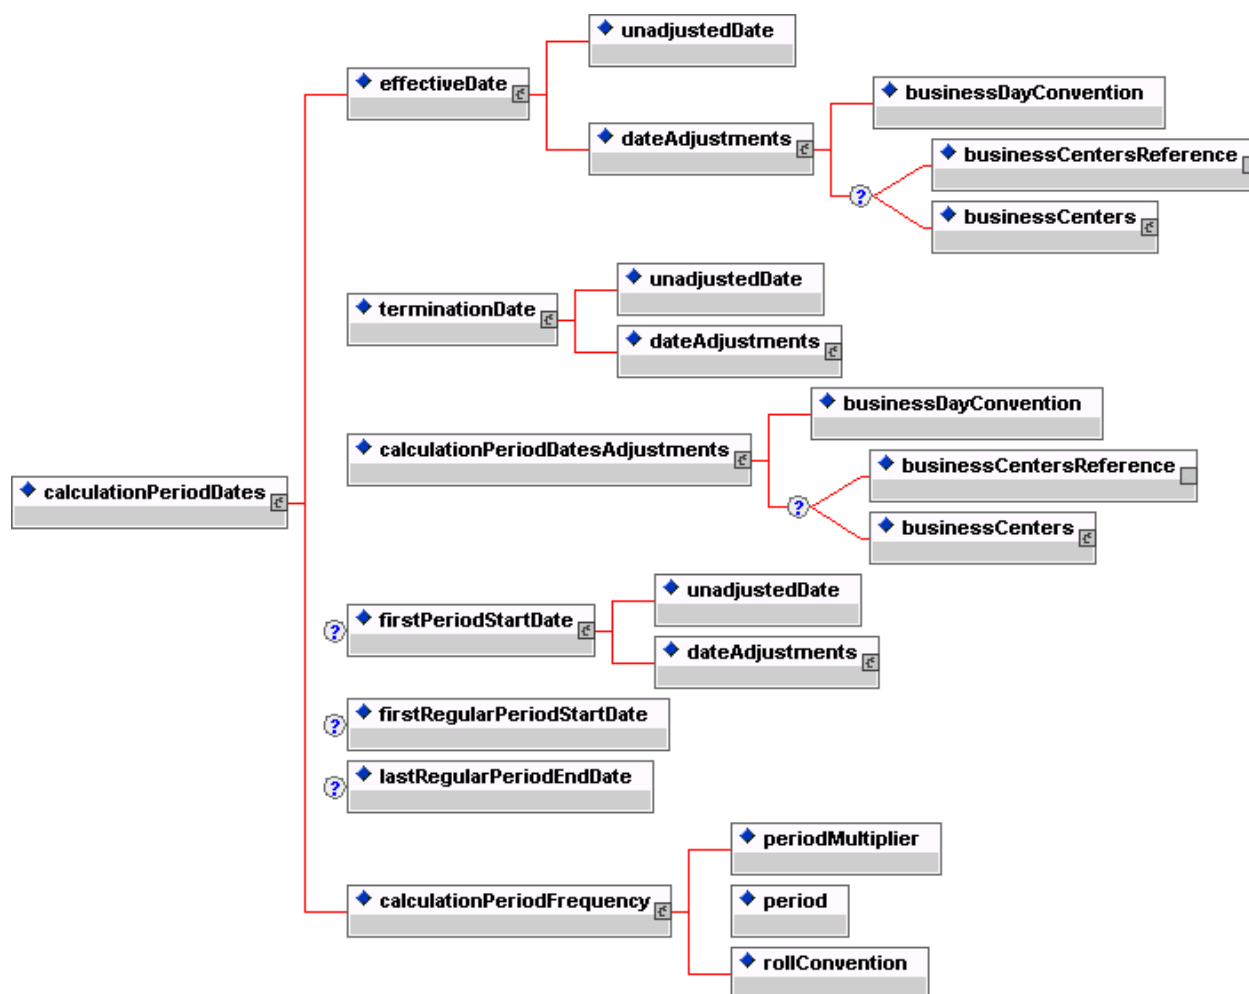 unadjustedDate
effectiveDate
businessDayConvention
dateAdjustments
businessCentersReference
?
businessCenters
unadjustedDate
terminationDate
dateAdjustments
businessDayConvention
calculationPeriodDatesAdjustments
businessCentersReference
calculationPeriodDates
?
businessCenters
unadjustedDate
? firstPeriodStartDate
dateAdjustments
? firstRegularPeriodStartDate
? lastRegularPeriodEndDate
periodMultiplier
calculationPeriodFrequency
period
rollConvention